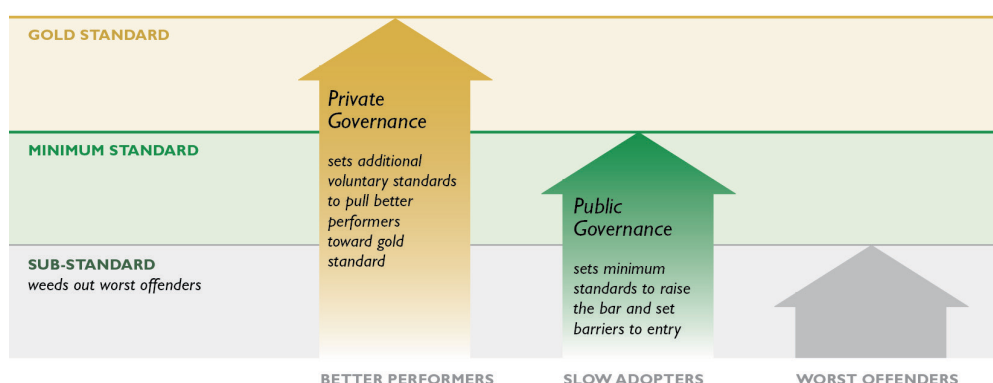 GOLD STANDARD
Private
Governance
sets additional
voluntary standards
to pull better
performers
toward gold
standard
MINIMUM STANDARD
Public
Governance
sets minimum
standards to raise
the bar and set
barriers to entry
SUB-STANDARD
weeds out worst offenders
BETTER PERFORMERS
SLOW ADOPTERS
WORST OFFENDERS